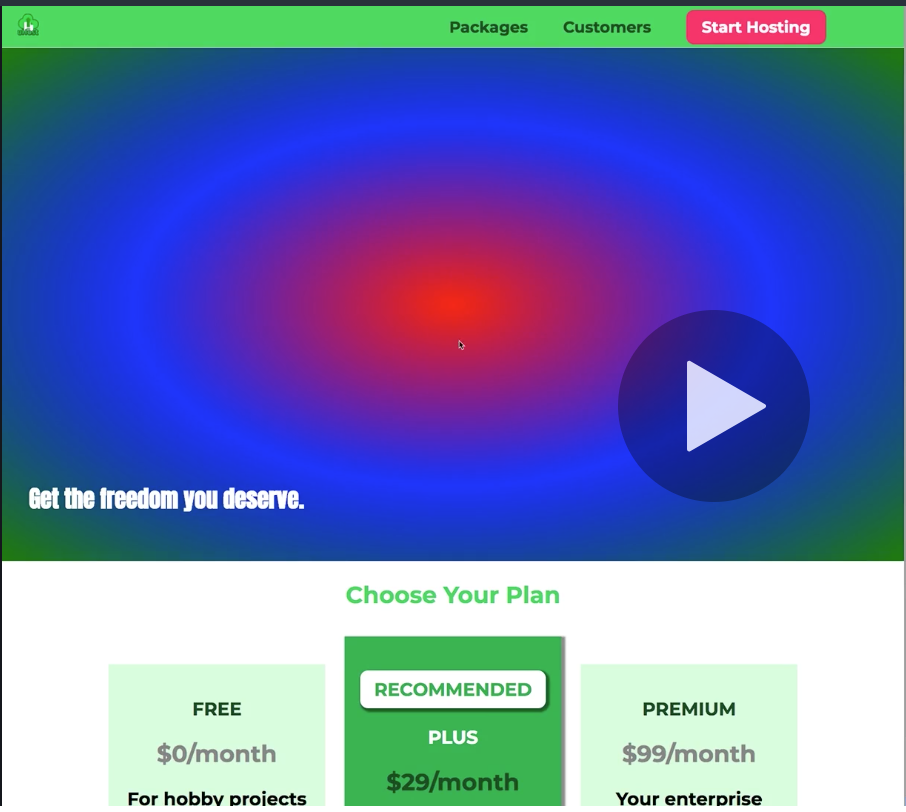 Packages Customers Start Hosting
Get the freedom you deserve.
Choose Your Plan
FREE
$0/month
For hobby projects
RECOMMENDED
PLUS
$29/month
PREMIUM
$99/month
Your enterprise